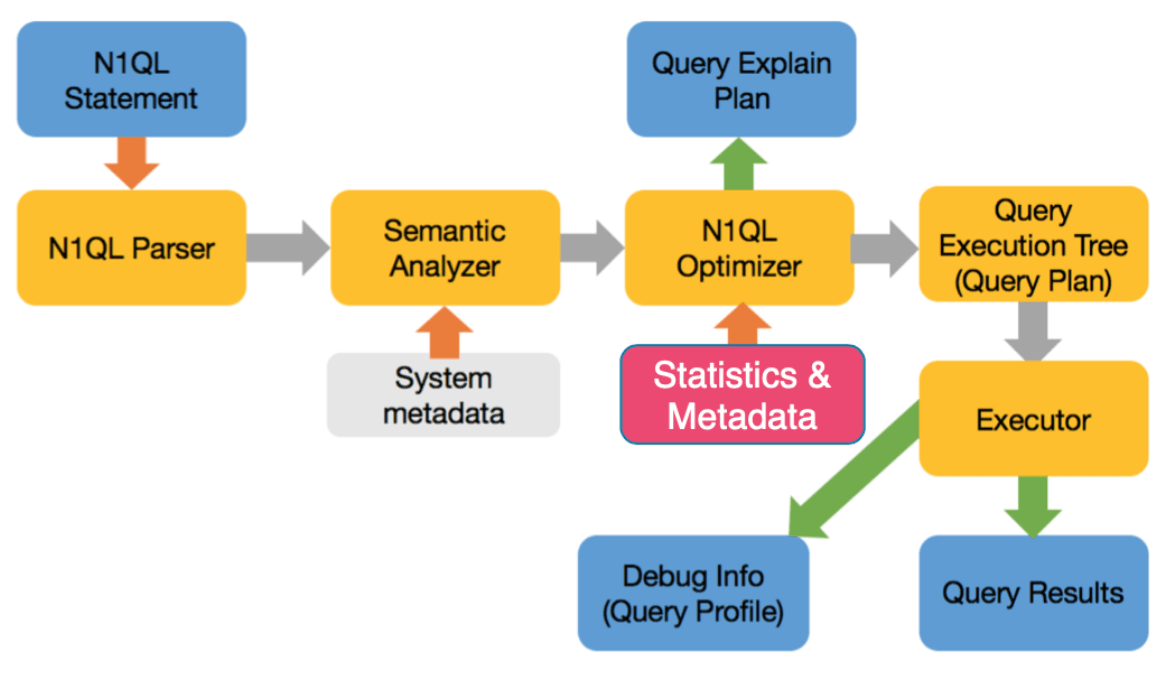 N1QL
Statement
Query Explain
Plan
N1QL Parser
Semantic
Analyzer
N1QL
Optimizer
Query
Execution Tree
(Query Plan)
System
metadata
Statistics &
Metadata
Executor
Debug Info
(Query Profile)
Query Results